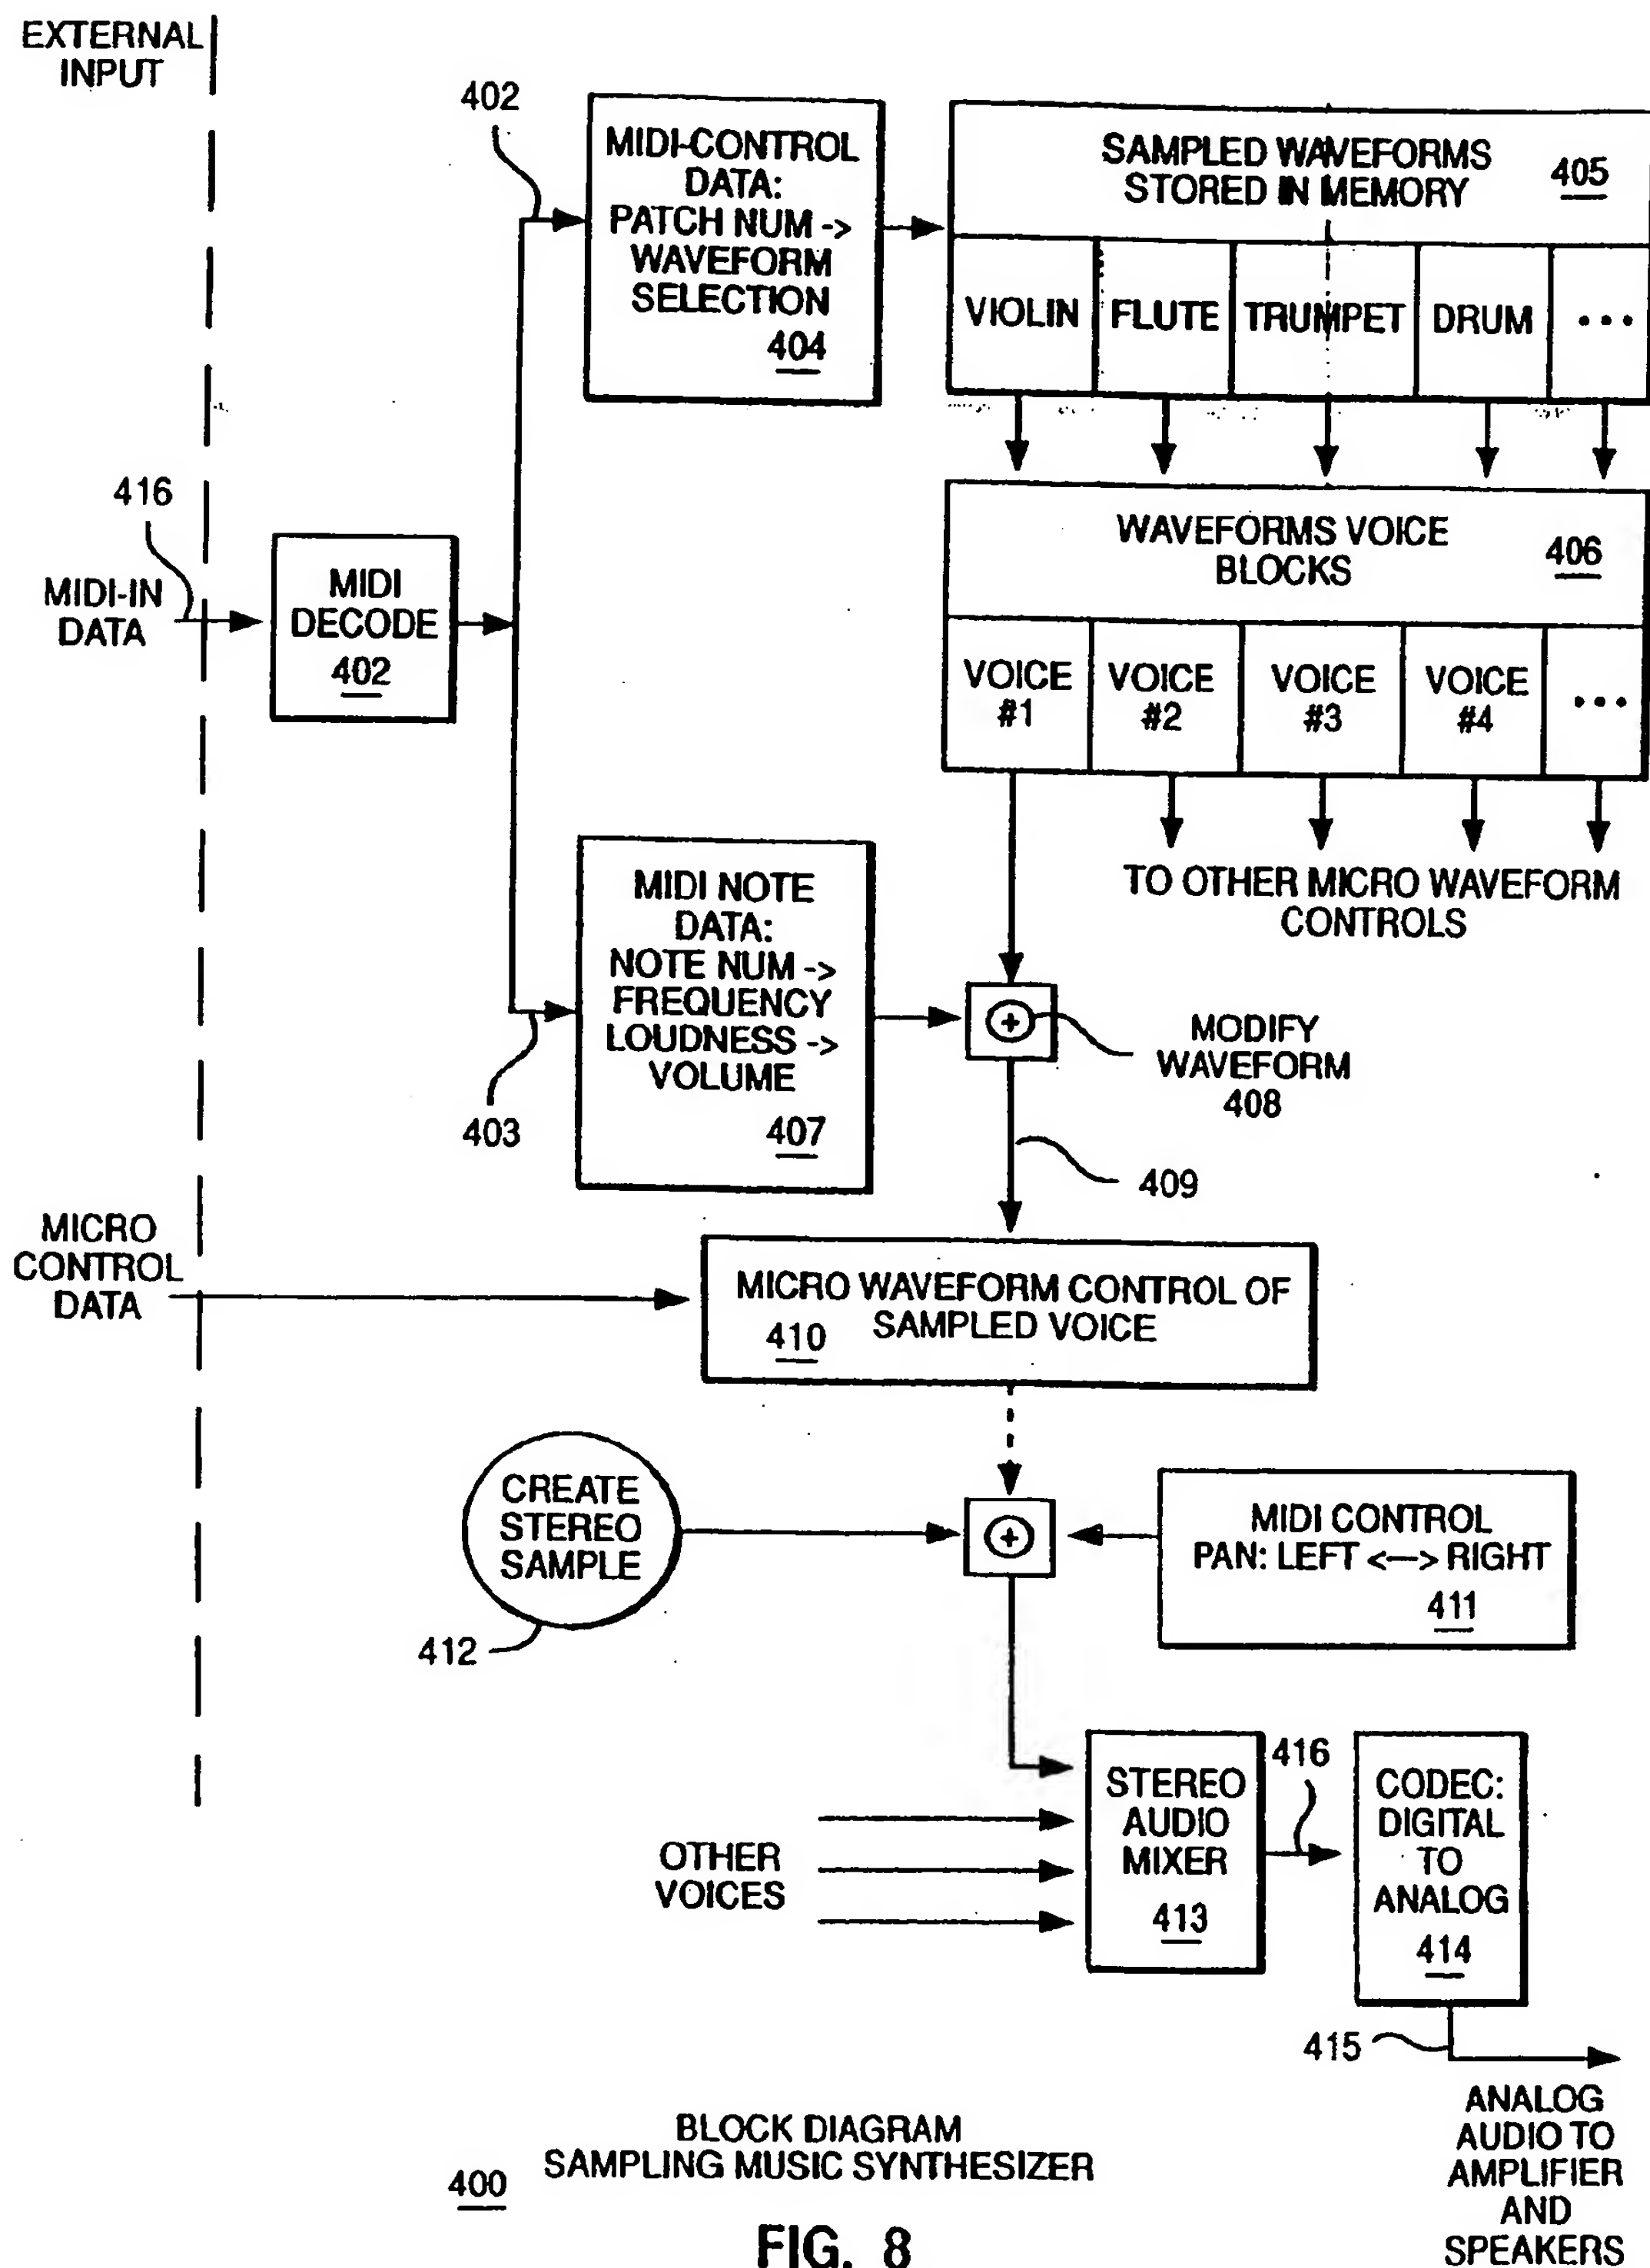 EXTERNAL
INPUT
402
MIDI-CONTROL
DATA:
PATCH NUM ->
WAVEFORM
SELECTION
404
SAMPLED WAVEFORMS
STORED IN MEMORY
405
VIOLIN
FLUTE
TRUMPET
DRUM
...
416
MIDI-IN
DATA
MIDI
DECODE
402
WAVEFORMS VOICE
BLOCKS
406
VOICE
#1
VOICE
#2
VOICE
#3
VOICE
#4
...
TO OTHER MICRO WAVEFORM
CONTROLS
MIDI NOTE
DATA:
NOTE NUM ->
FREQUENCY
LOUDNESS ->
VOLUME
407
403
+
MODIFY
WAVEFORM
408
409
MICRO
CONTROL
DATA
MICRO WAVEFORM CONTROL OF
SAMPLED VOICE
410
CREATE
STEREO
SAMPLE
412
+
MIDI CONTROL
PAN: LEFT <--> RIGHT
411
OTHER
VOICES
STEREO
AUDIO
MIXER
413
416
CODEC:
DIGITAL
TO
ANALOG
414
415
ANALOG
AUDIO TO
AMPLIFIER
AND
SPEAKERS
BLOCK DIAGRAM
SAMPLING MUSIC SYNTHESIZER
400
FIG. 8